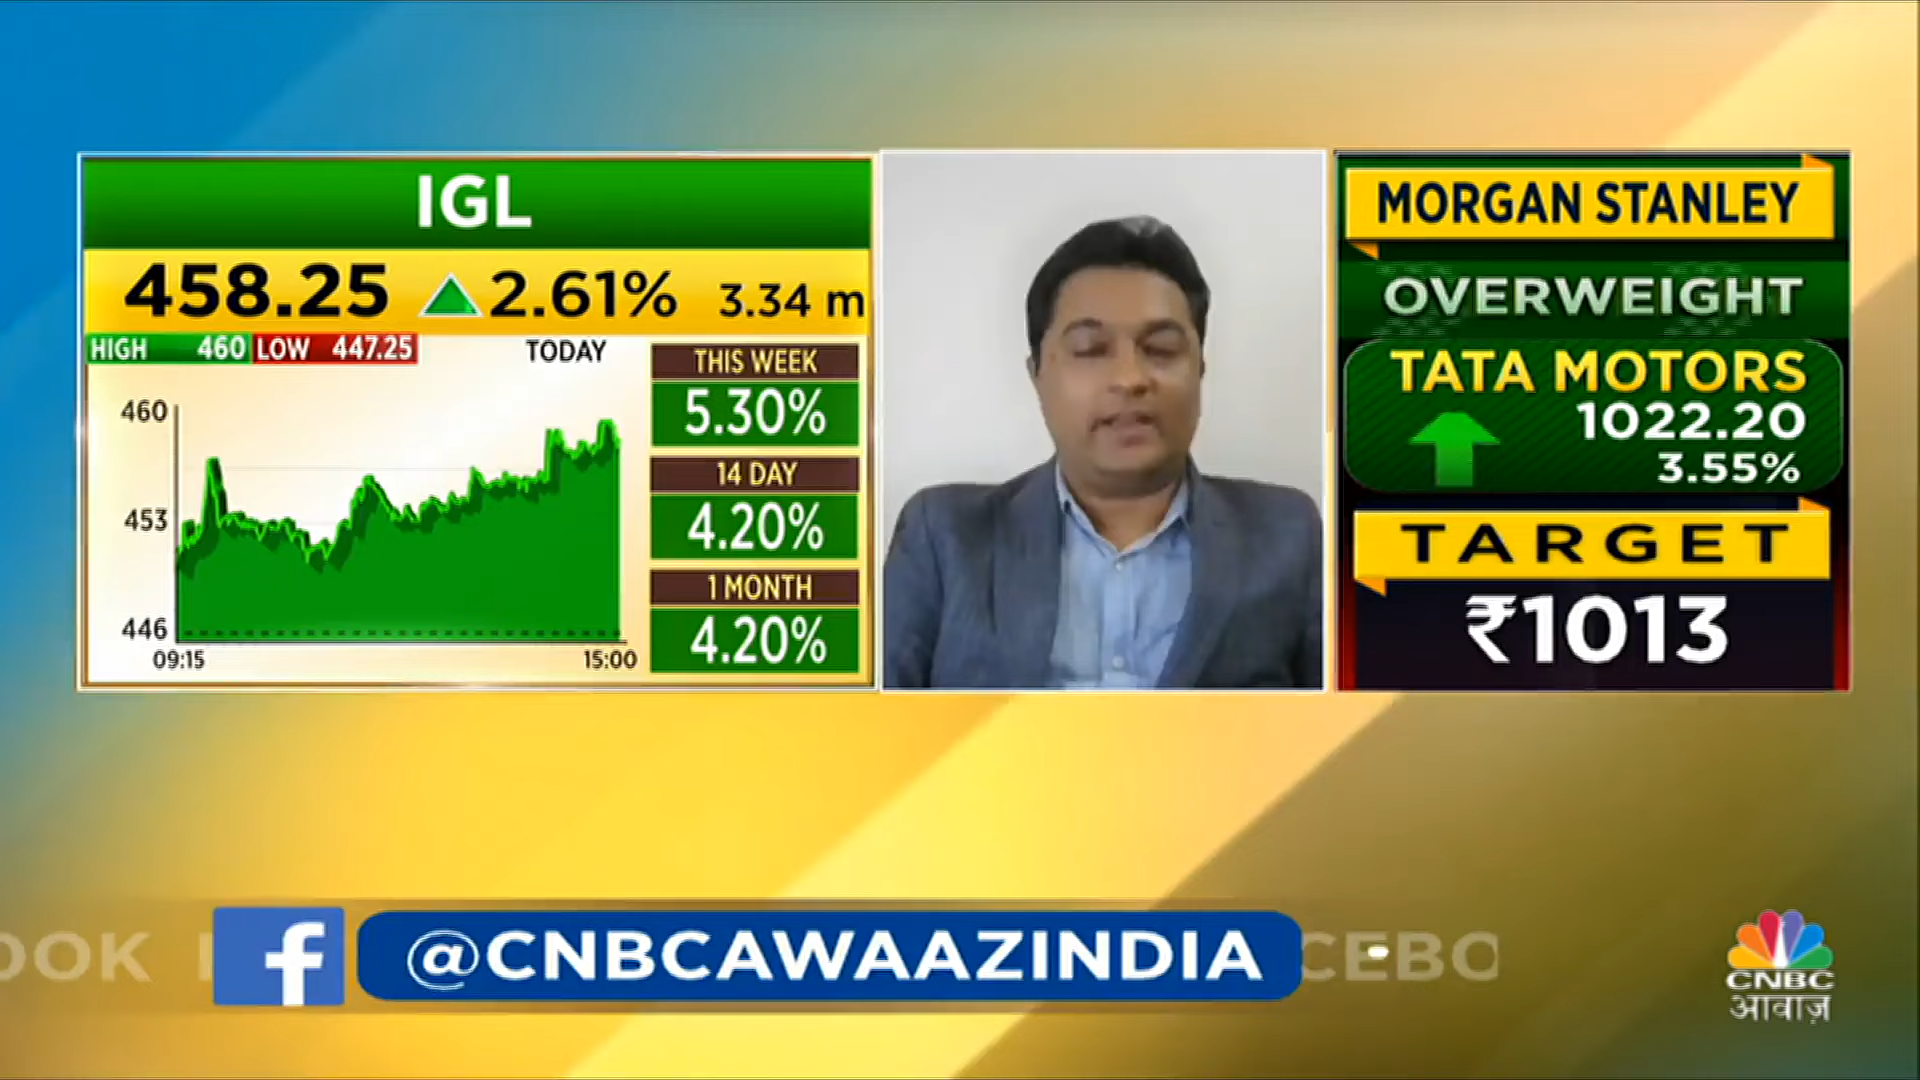 IGL
458.25 2.61% 3.34 m
HIGH 460 LOW 447.25 TODAY
THIS WEEK
5.30%
14 DAY
4.20%
1 MONTH
4.20%
460
453
446
09:15 15:00
MORGAN STANLEY
OVERWEIGHT
TATA MOTORS
1022.20
3.55%
TARGET
₹1013
OOK
f @CNBCAWAAZINDIA CEBO
CNBC
आवाज़